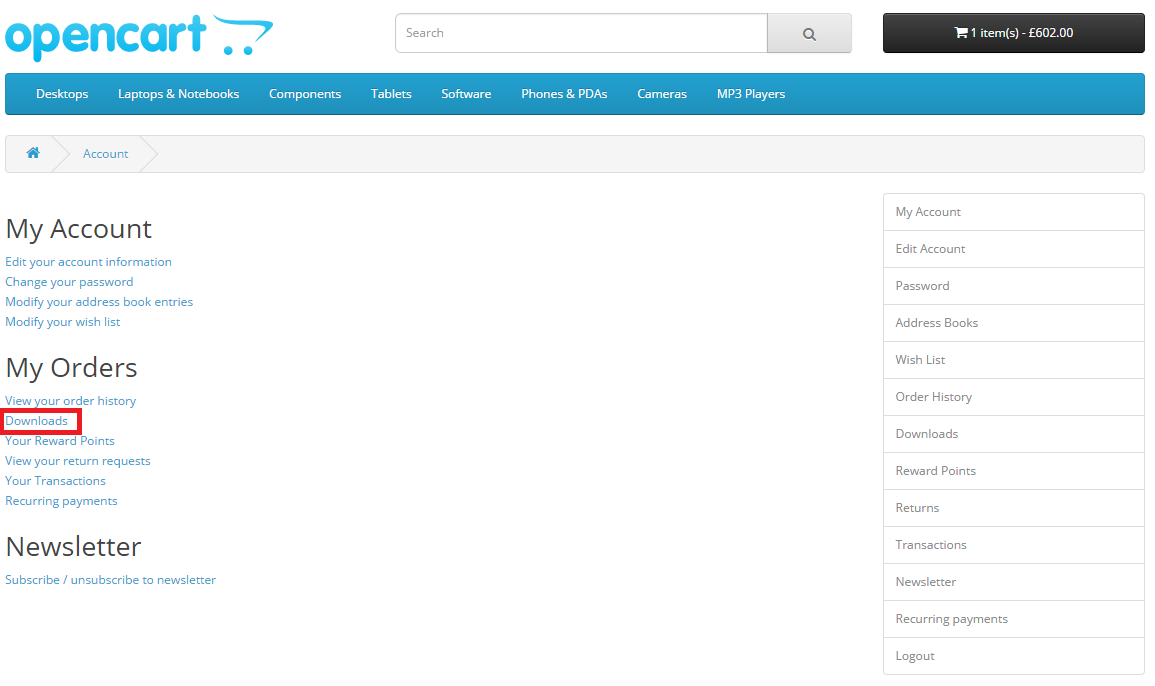 opencart
Search
1 item(s) - £602.00
Desktops Laptops & Notebooks Components Tablets Software Phones & PDAs Cameras MP3 Players
Account
My Account
Edit your account information
Change your password
Modify your address book entries
Modify your wish list
My Orders
View your order history
Downloads
Your Reward Points
View your return requests
Your Transactions
Recurring payments
Newsletter
Subscribe / unsubscribe to newsletter
My Account
Edit Account
Password
Address Books
Wish List
Order History
Downloads
Reward Points
Returns
Transactions
Newsletter
Recurring payments
Logout